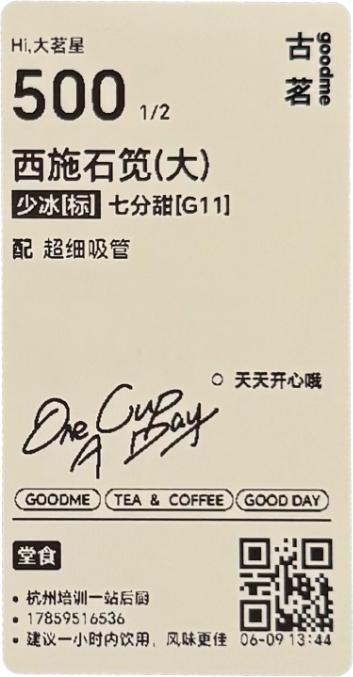 Hi,大茗星
古茗
goodme
500 1/2
西施石笕(大)
少冰[标] 七分甜[G11]
配 超细吸管
天天开心哦
One A Cup Day
GOODME TEA & COFFEE GOOD DAY
堂食
• 杭州培训一站后厨
• 17859516536
• 建议一小时内饮用，风味更佳 06-09 13:44